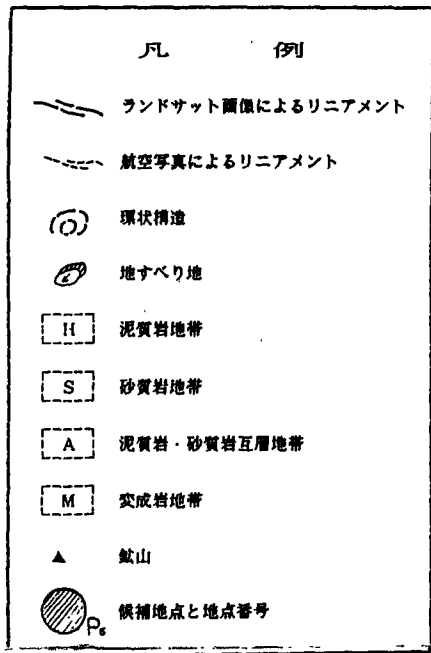 凡 例
ランドサット画像によるリニアメント
航空写真によるリニアメント
環状構造
地すべり地
H 泥質岩地帯
S 砂質岩地帯
A 泥質岩・砂質岩互層地帯
M 変成岩地帯
鉱山
P₆ 候補地点と地点番号